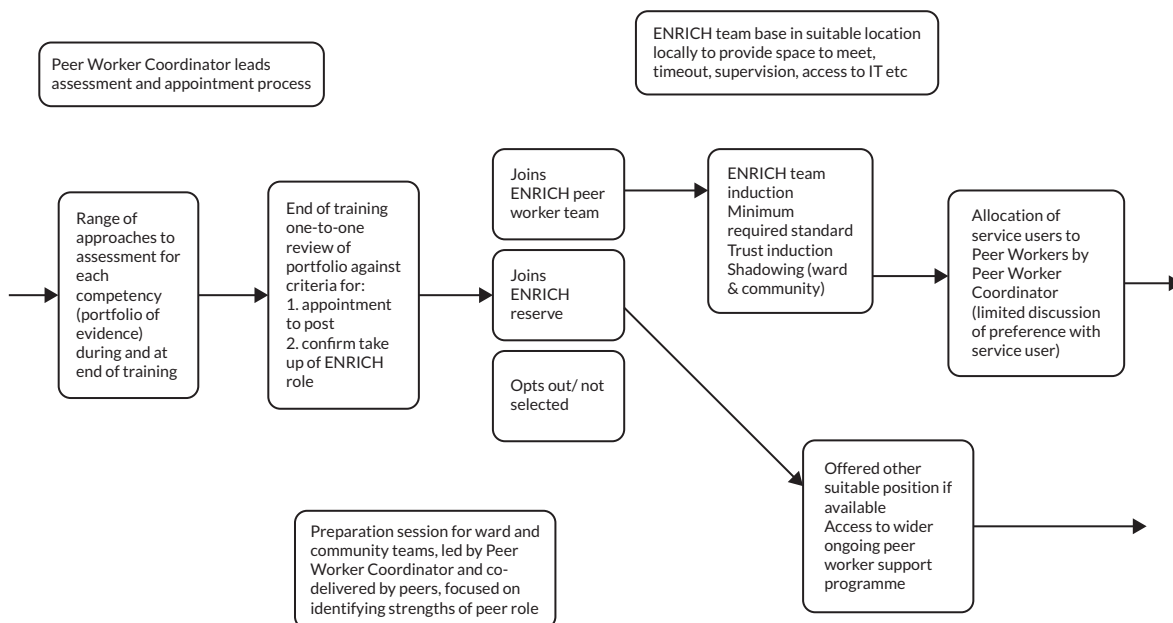 Peer Worker Coordinator leads
assessment and appointment process
ENRICH team base in suitable location
locally to provide space to meet,
timeout, supervision, access to IT etc
Range of
approaches to
assessment for
each
competency
(portfolio of
evidence)
during and at
end of training
End of training
one-to-one
review of
portfolio against
criteria for:
1. appointment
to post
2. confirm take
up of ENRICH
role
Joins
ENRICH peer
worker team
Joins
ENRICH
reserve
Opts out/ not
selected
ENRICH team
induction
Minimum
required standard
Trust induction
Shadowing (ward
& community)
Allocation of
service users to
Peer Workers by
Peer Worker
Coordinator
(limited discussion
of preference with
service user)
Offered other
suitable position if
available
Access to wider
ongoing peer
worker support
programme
Preparation session for ward and
community teams, led by Peer
Worker Coordinator and co-
delivered by peers, focused on
identifying strengths of peer role